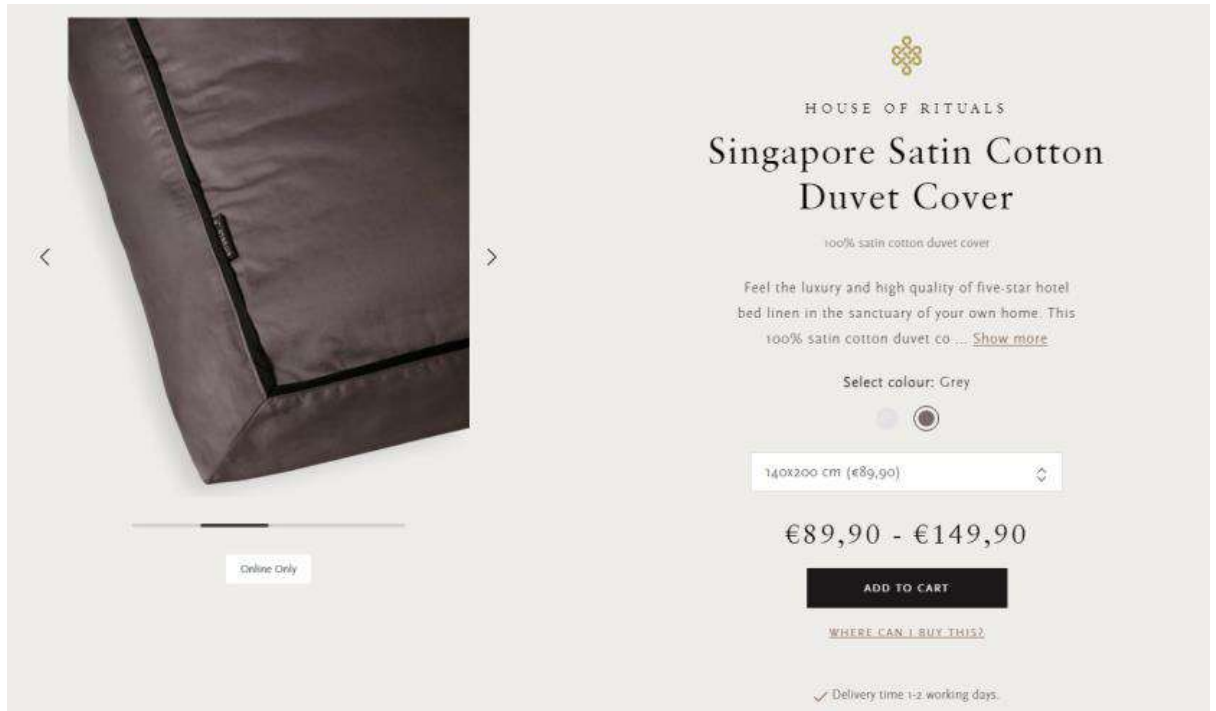 HOUSE OF RITUALS
Singapore Satin Cotton
Duvet Cover
100% satin cotton duvet cover
Feel the luxury and high quality of five-star hotel
bed linen in the sanctuary of your own home. This
100% satin cotton duvet co ... Show more
Select colour: Grey
140x200 cm (€89,90)
€89,90 - €149,90
ADD TO CART
WHERE CAN I BUY THIS?
Delivery time 1-2 working days.
Online Only